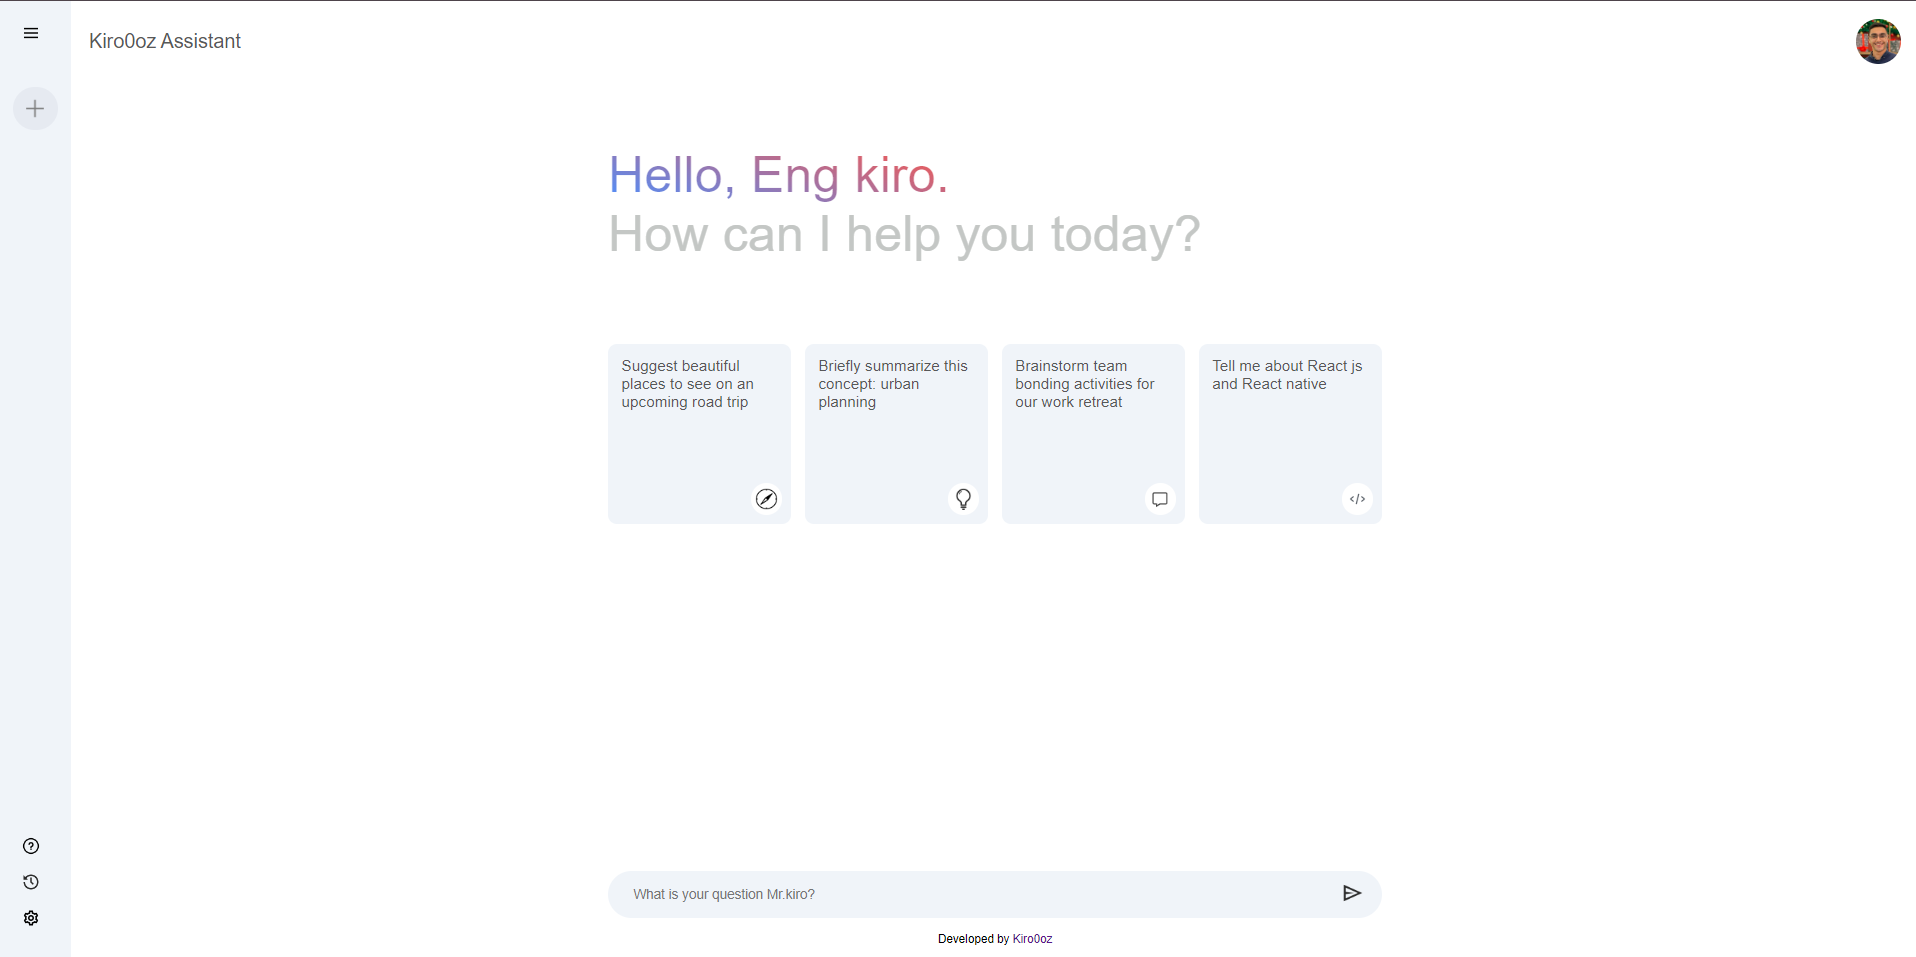 Kiro0oz Assistant
Hello, Eng kiro.
How can I help you today?
Suggest beautiful
places to see on an
upcoming road trip
Briefly summarize this
concept: urban
planning
Brainstorm team
bonding activities for
our work retreat
Tell me about React js
and React native
What is your question Mr.kiro?
Developed by Kiro0oz